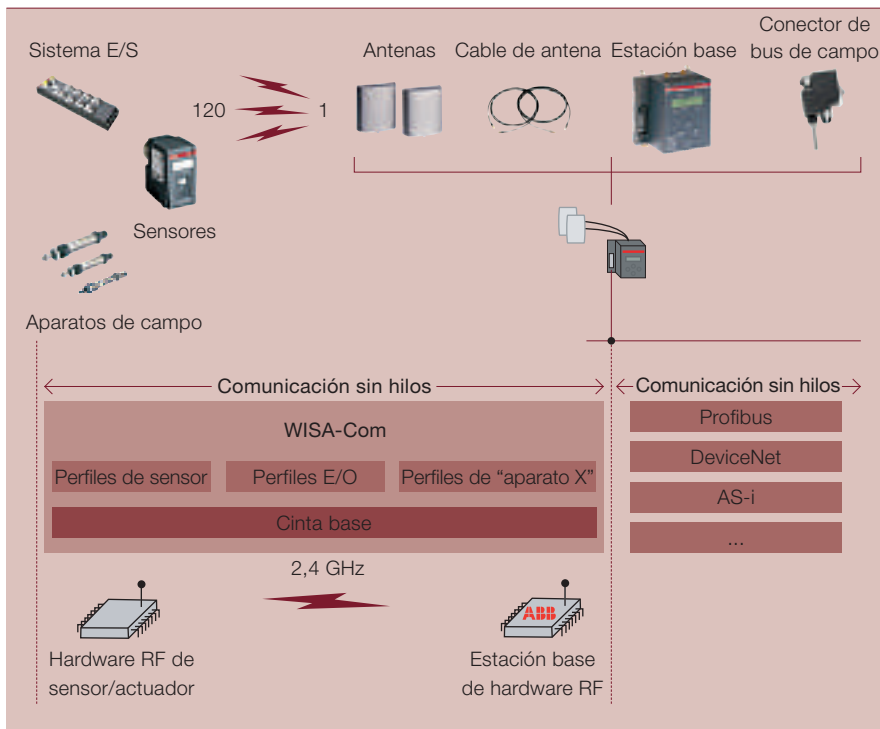 Sistema E/S
Antenas
Cable de antena
Estación base
Conector de
bus de campo
120
1
Sensores
Aparatos de campo
Comunicación sin hilos
Comunicación sin hilos
WISA-Com
Perfiles de sensor
Perfiles E/O
Perfiles de “aparato X”
Cinta base
Profibus
DeviceNet
AS-i
...
2,4 GHz
ABB
Hardware RF de
sensor/actuador
Estación base
de hardware RF